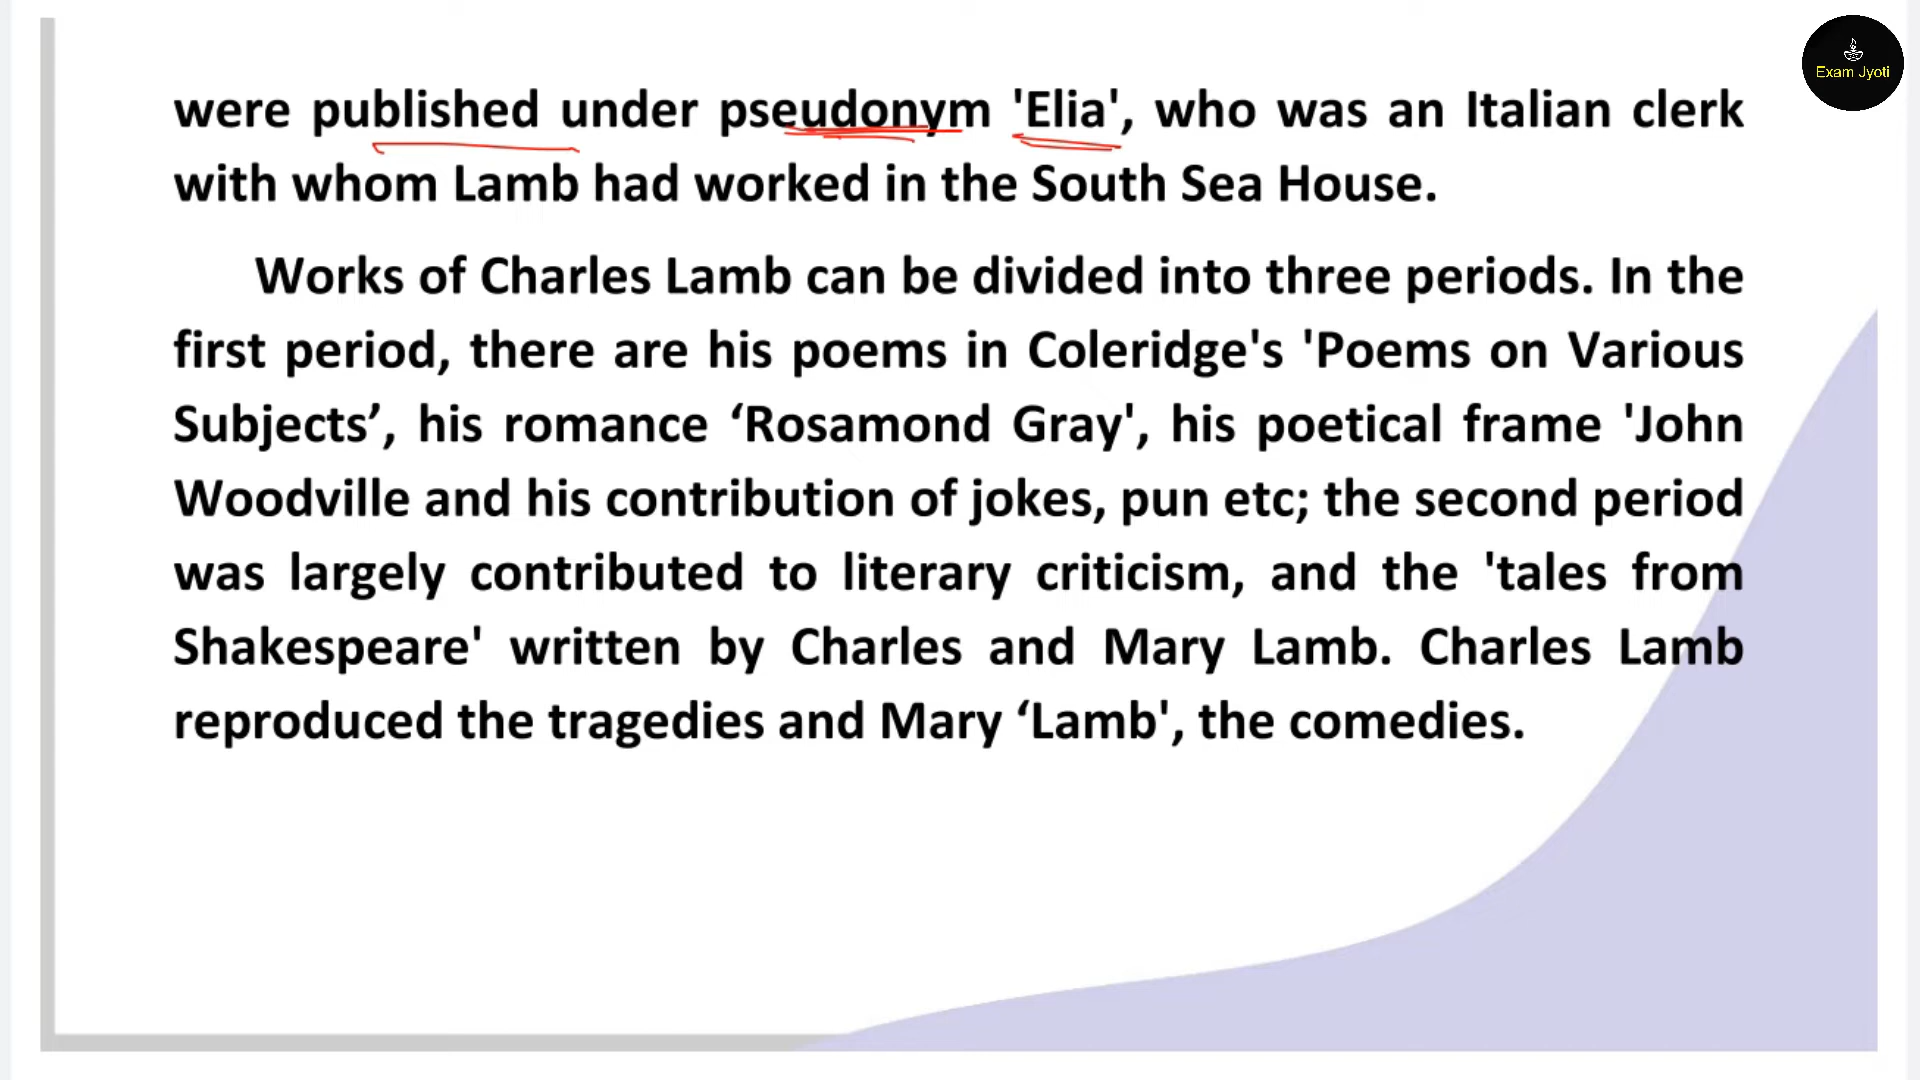 Exam Jyoti
were published under pseudonym 'Elia', who was an Italian clerk
with whom Lamb had worked in the South Sea House.
Works of Charles Lamb can be divided into three periods. In the
first period, there are his poems in Coleridge's 'Poems on Various
Subjects’, his romance ‘Rosamond Gray', his poetical frame 'John
Woodville and his contribution of jokes, pun etc; the second period
was largely contributed to literary criticism, and the 'tales from
Shakespeare' written by Charles and Mary Lamb. Charles Lamb
reproduced the tragedies and Mary ‘Lamb', the comedies.